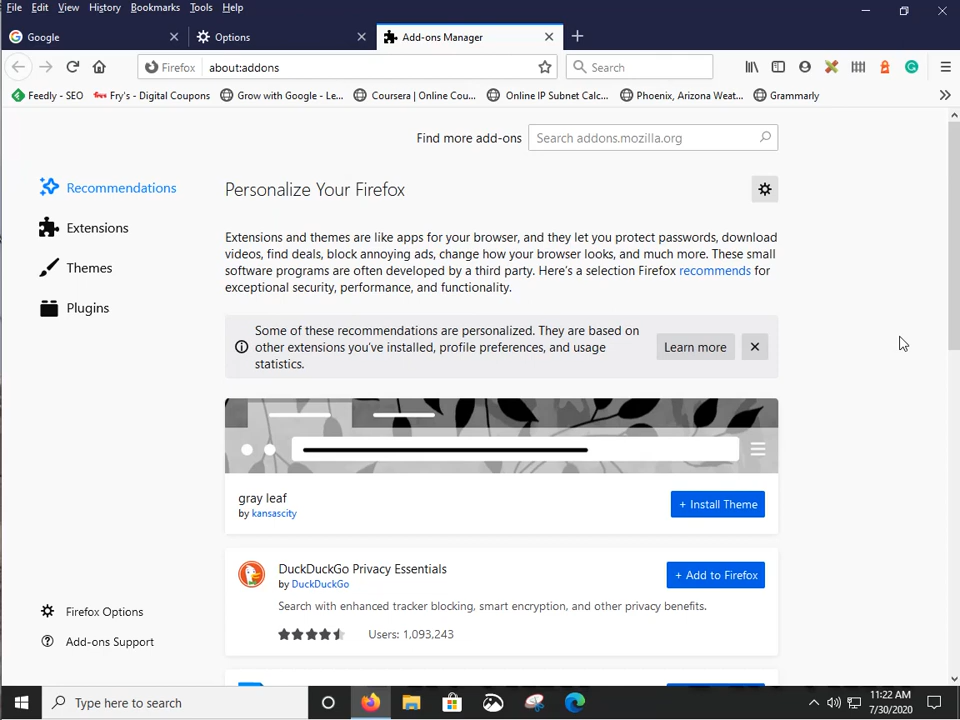 File Edit View History Bookmarks Tools Help
Google
Options
Add-ons Manager
Firefox about:addons
Search
Feedly - SEO
Fry's - Digital Coupons
Grow with Google - Le...
Coursera | Online Cou...
Online IP Subnet Calc...
Phoenix, Arizona Weat...
Grammarly
Find more add-ons
Search addons.mozilla.org
Recommendations
Extensions
Themes
Plugins
Firefox Options
Add-ons Support
Personalize Your Firefox
Extensions and themes are like apps for your browser, and they let you protect passwords, download
videos, find deals, block annoying ads, change how your browser looks, and much more. These small
software programs are often developed by a third party. Here's a selection Firefox recommends for
exceptional security, performance, and functionality.
Some of these recommendations are personalized. They are based on
other extensions you've installed, profile preferences, and usage
statistics.
Learn more
gray leaf
by kansascity
+ Install Theme
DuckDuckGo Privacy Essentials
by DuckDuckGo
+ Add to Firefox
Search with enhanced tracker blocking, smart encryption, and other privacy benefits.
Users: 1,093,243
Type here to search
11:22 AM
7/30/2020